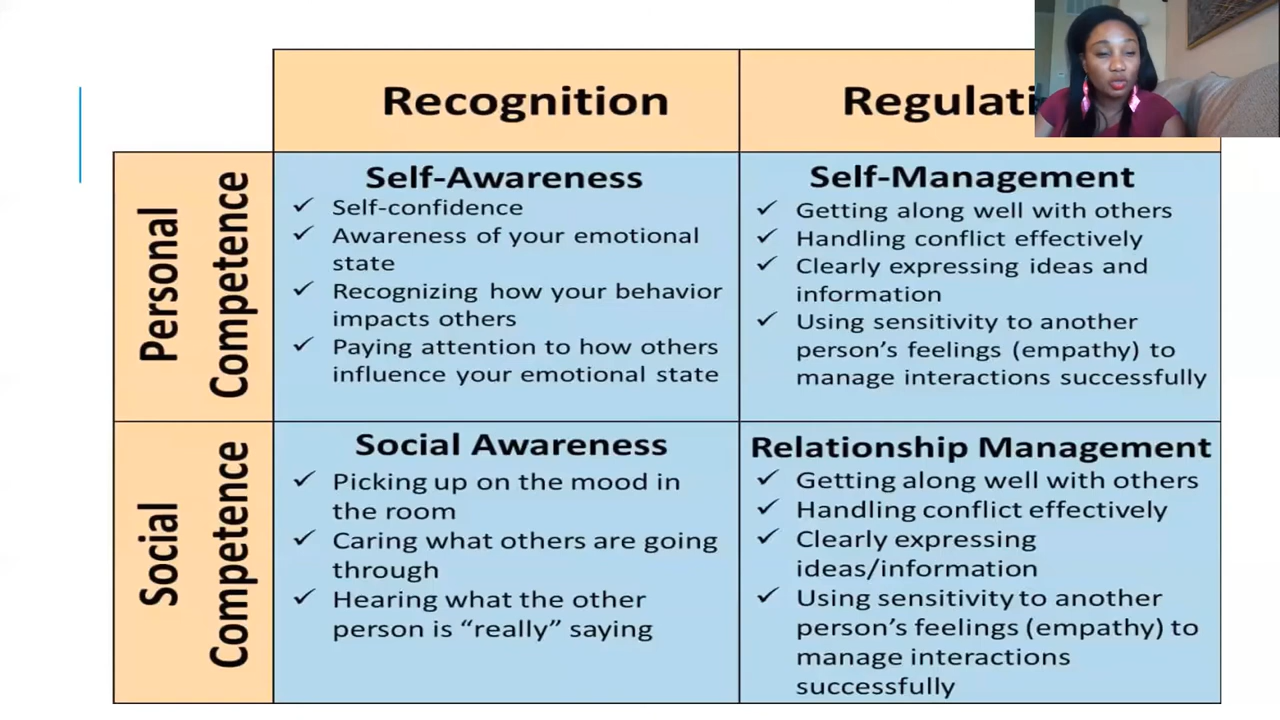 Recognition
Regulati
Personal
Competence
Self-Awareness
✓ Self-confidence
✓ Awareness of your emotional
state
✓ Recognizing how your behavior
impacts others
✓ Paying attention to how others
influence your emotional state
Self-Management
✓ Getting along well with others
✓ Handling conflict effectively
✓ Clearly expressing ideas and
information
✓ Using sensitivity to another
person's feelings (empathy) to
manage interactions successfully
Social
Competence
Social Awareness
✓ Picking up on the mood in
the room
✓ Caring what others are going
through
✓ Hearing what the other
person is “really” saying
Relationship Management
✓ Getting along well with others
✓ Handling conflict effectively
✓ Clearly expressing
ideas/information
✓ Using sensitivity to another
person's feelings (empathy) to
manage interactions
successfully